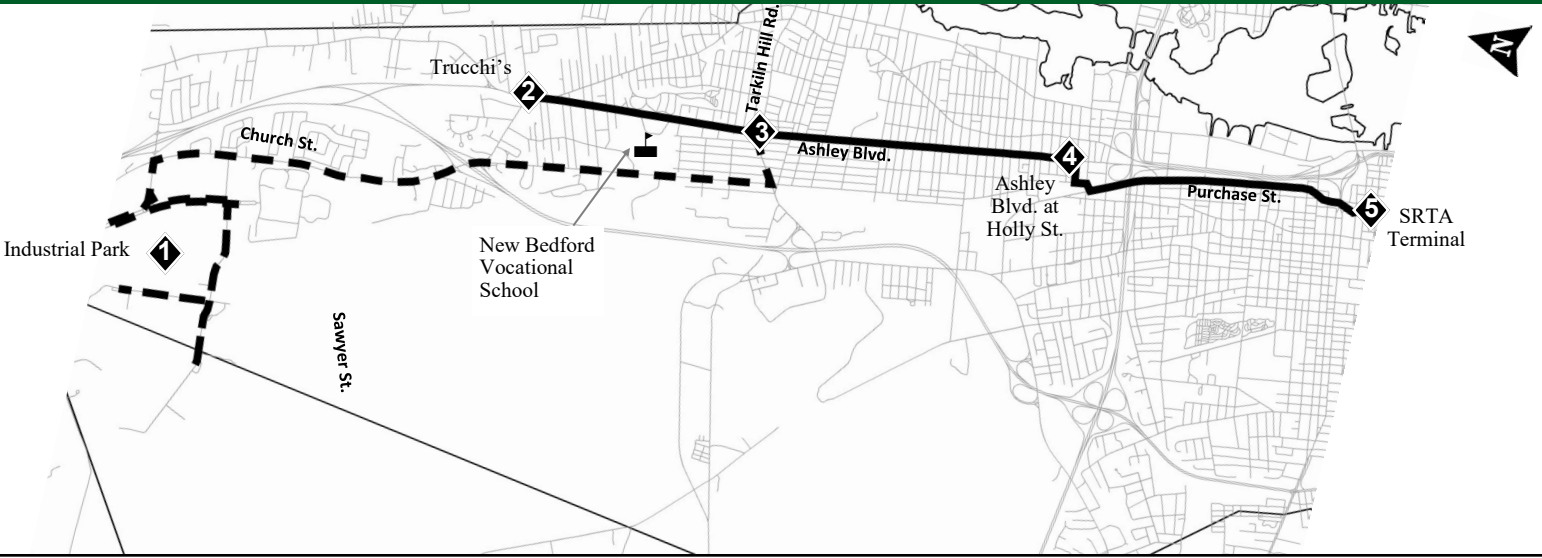 Tarkiln Hill Rd.
N
Trucchi's
2
3
Church St.
Ashley Blvd.
4
Ashley
Blvd. at
Holly St.
Purchase St.
5
SRTA
Terminal
Industrial Park
1
New Bedford
Vocational
School
Sawyer St.